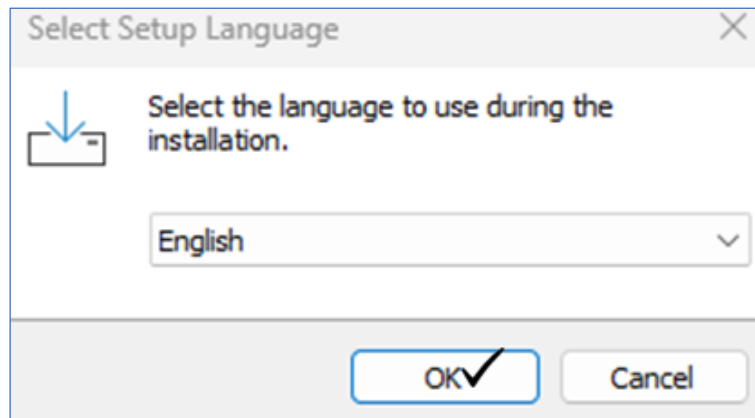 Select Setup Language
Select the language to use during the
installation.
English
OK
Cancel